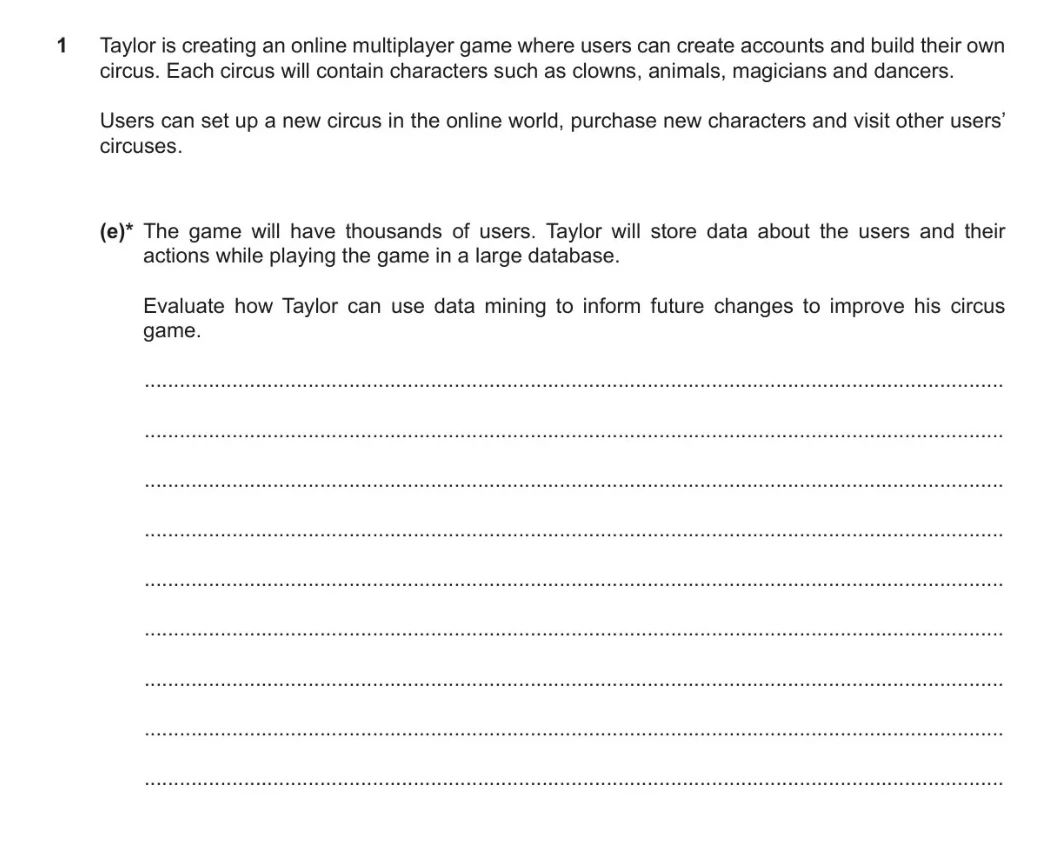 1 Taylor is creating an online multiplayer game where users can create accounts and build their own
circus. Each circus will contain characters such as clowns, animals, magicians and dancers.
Users can set up a new circus in the online world, purchase new characters and visit other users’
circuses.
(e)* The game will have thousands of users. Taylor will store data about the users and their
actions while playing the game in a large database.
Evaluate how Taylor can use data mining to inform future changes to improve his circus
game.